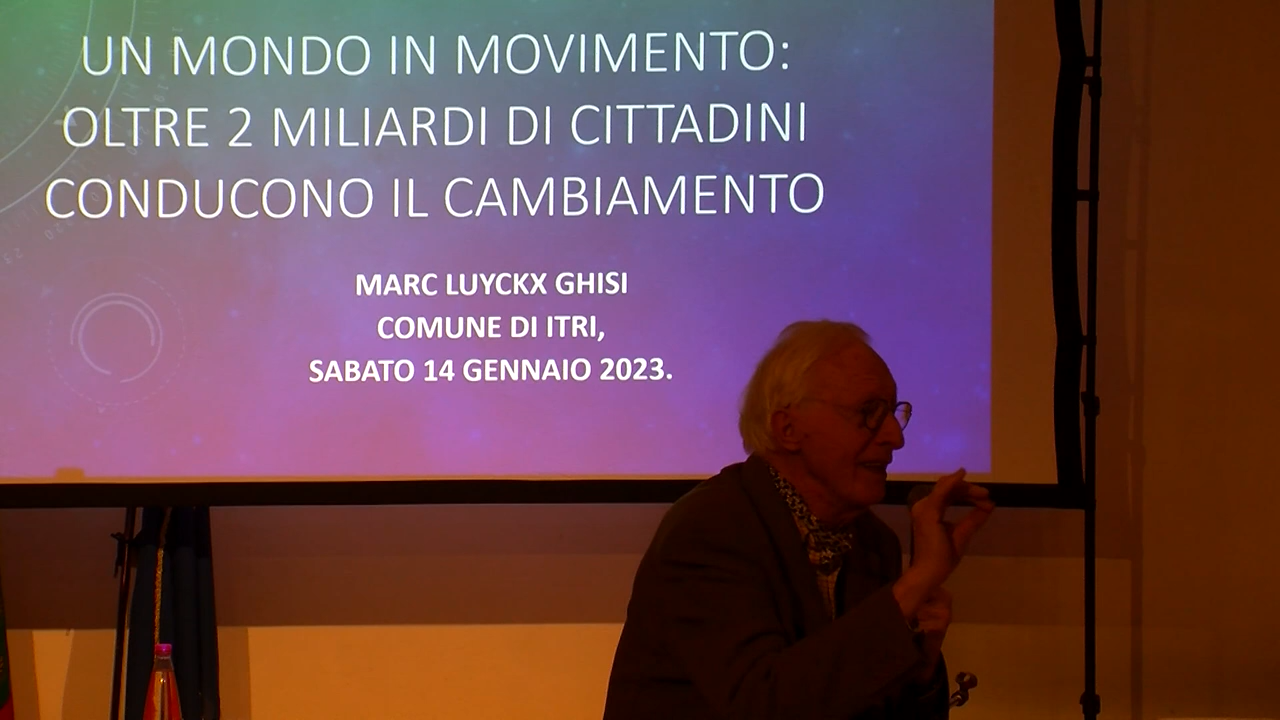 UN MONDO IN MOVIMENTO:
OLTRE 2 MILIARDI DI CITTADINI
CONDUCONO IL CAMBIAMENTO
MARC LUYCKX GHISI
COMUNE DI ITRI,
SABATO 14 GENNAIO 2023.